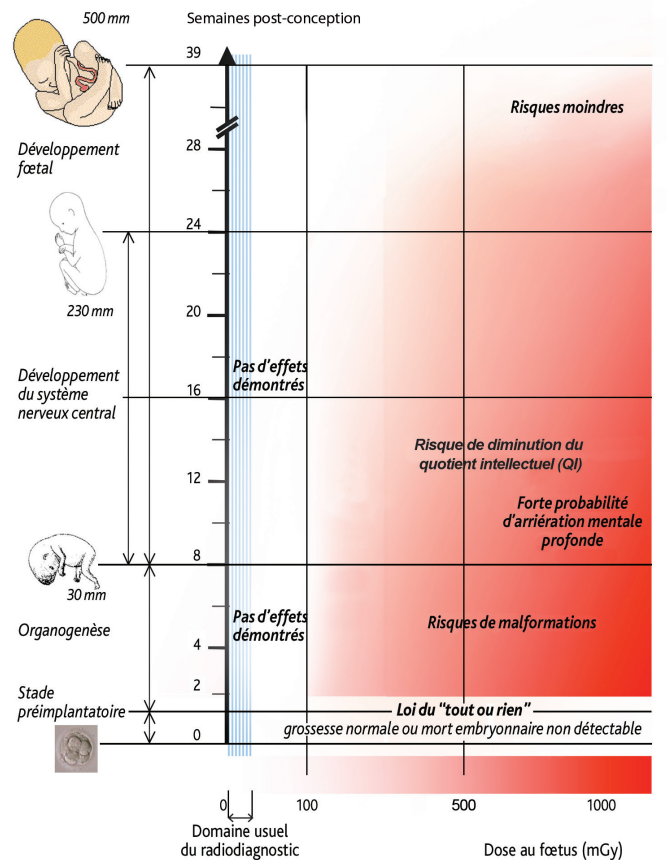 500 mm
Semaines post-conception
39
Risques moindres
Développement
fœtal
28
24
230 mm
20
Pas d'effets
démontrés
Développement
du système
nerveux central
16
Risque de diminution du
quotient intellectuel (QI)
12
Forte probabilité
d'arriération mentale
profonde
8
30 mm
Pas d'effets
démontrés
Organogenèse
Risques de malformations
4
2
Stade
préimplantatoire
Loi du "tout ou rien"
grossesse normale ou mort embryonnaire non détectable
0
0
100
500
1000
Domaine usuel
du radiodiagnostic
Dose au fœtus (mGy)